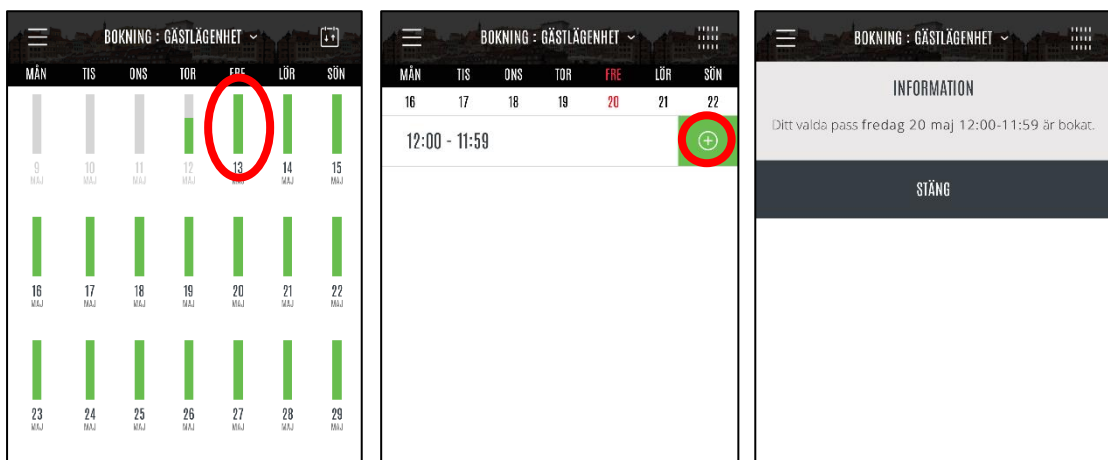 BOKNING : GÄSTLÄGENHET
MÅN TIS ONS TOR FRE LÖR SÖN
9 10 11 12 13 14 15
MAJ MAJ MAJ MAJ MAJ MAJ MAJ
16 17 18 19 20 21 22
MAJ MAJ MAJ MAJ MAJ MAJ MAJ
23 24 25 26 27 28 29
MAJ MAJ MAJ MAJ MAJ MAJ MAJ
BOKNING : GÄSTLÄGENHET
MÅN TIS ONS TOR FRE LÖR SÖN
16 17 18 19 20 21 22
12:00 - 11:59
BOKNING : GÄSTLÄGENHET
INFORMATION
Ditt valda pass fredag 20 maj 12:00-11:59 är bokat.
STÄNG